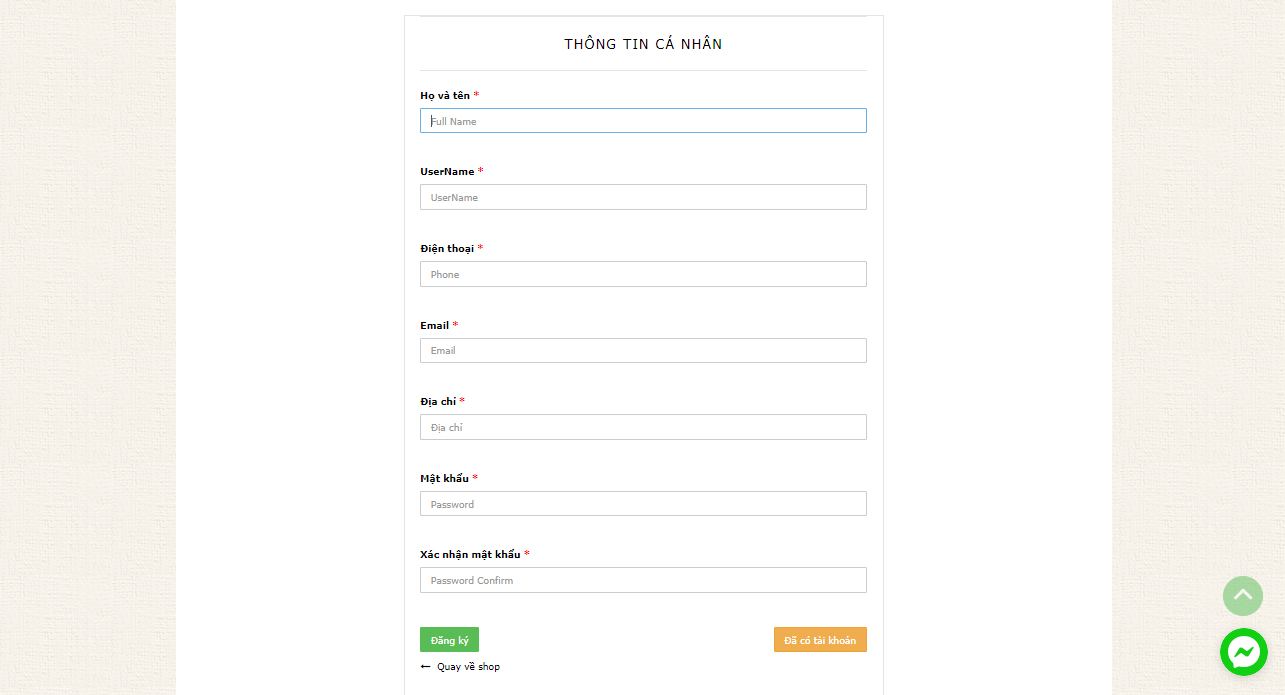 THÔNG TIN CÁ NHÂN
Họ và tên *
Full Name
UserName *
UserName
Điện thoại *
Phone
Email *
Email
Địa chỉ *
Địa chỉ
Mật khẩu *
Password
Xác nhận mật khẩu *
Password Confirm
Đăng ký
Đã có tài khoản
← Quay về shop